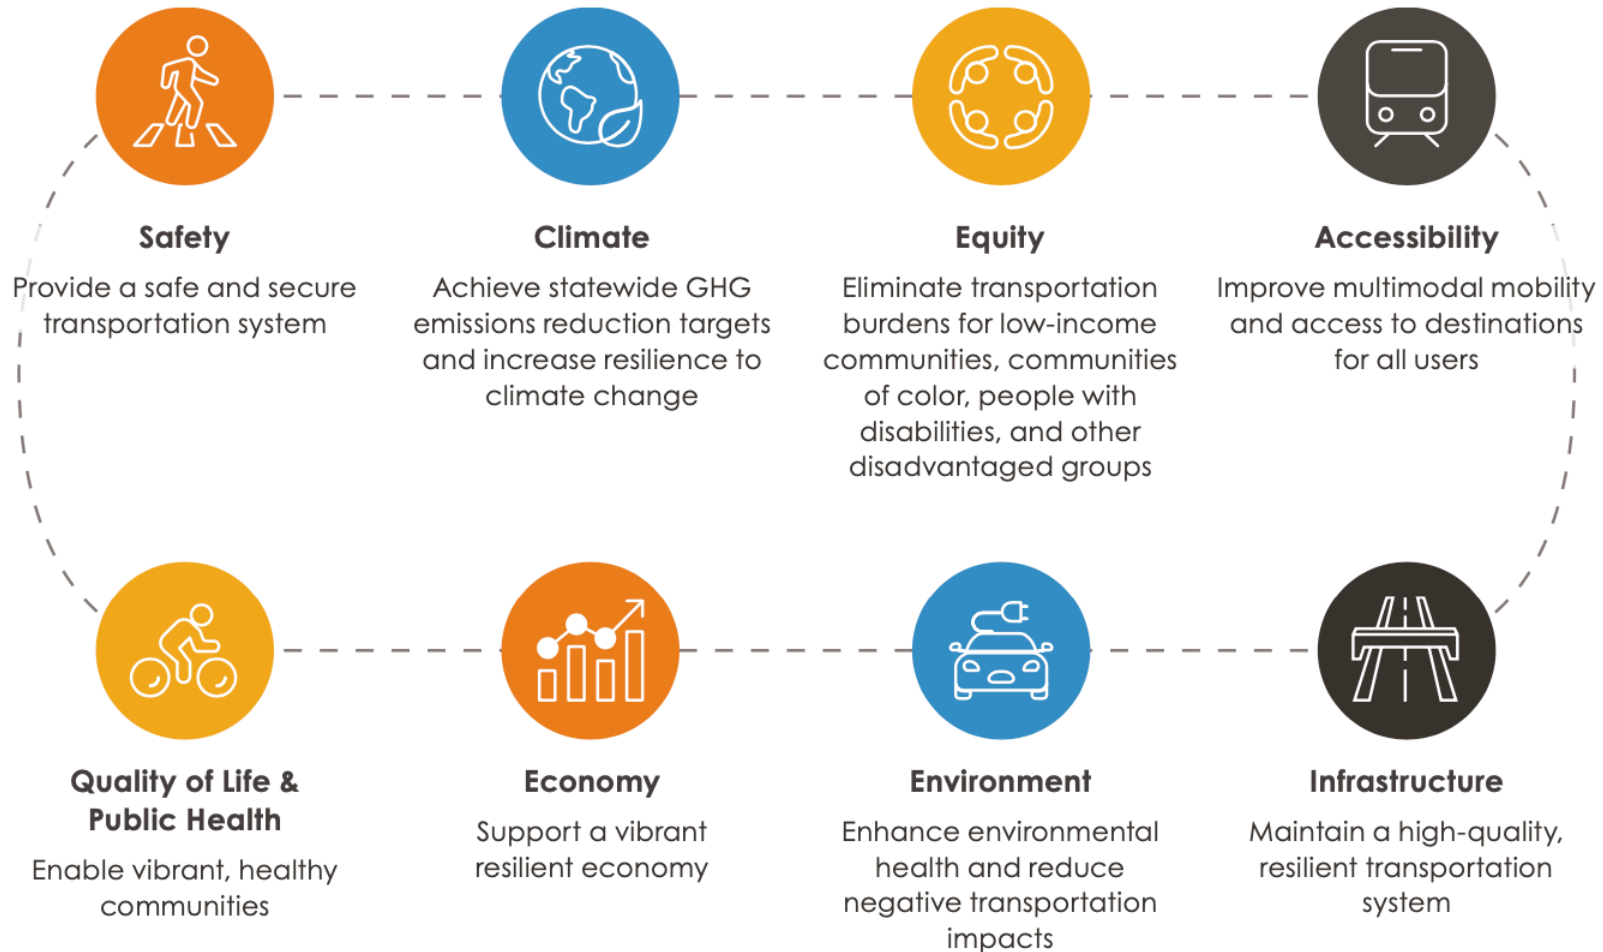 Safety
Provide a safe and secure
transportation system
Climate
Achieve statewide GHG
emissions reduction targets
and increase resilience to
climate change
Equity
Eliminate transportation
burdens for low-income
communities, communities
of color, people with
disabilities, and other
disadvantaged groups
Accessibility
Improve multimodal mobility
and access to destinations
for all users
Quality of Life &
Public Health
Enable vibrant, healthy
communities
Economy
Support a vibrant
resilient economy
Environment
Enhance environmental
health and reduce
negative transportation
impacts
Infrastructure
Maintain a high-quality,
resilient transportation
system